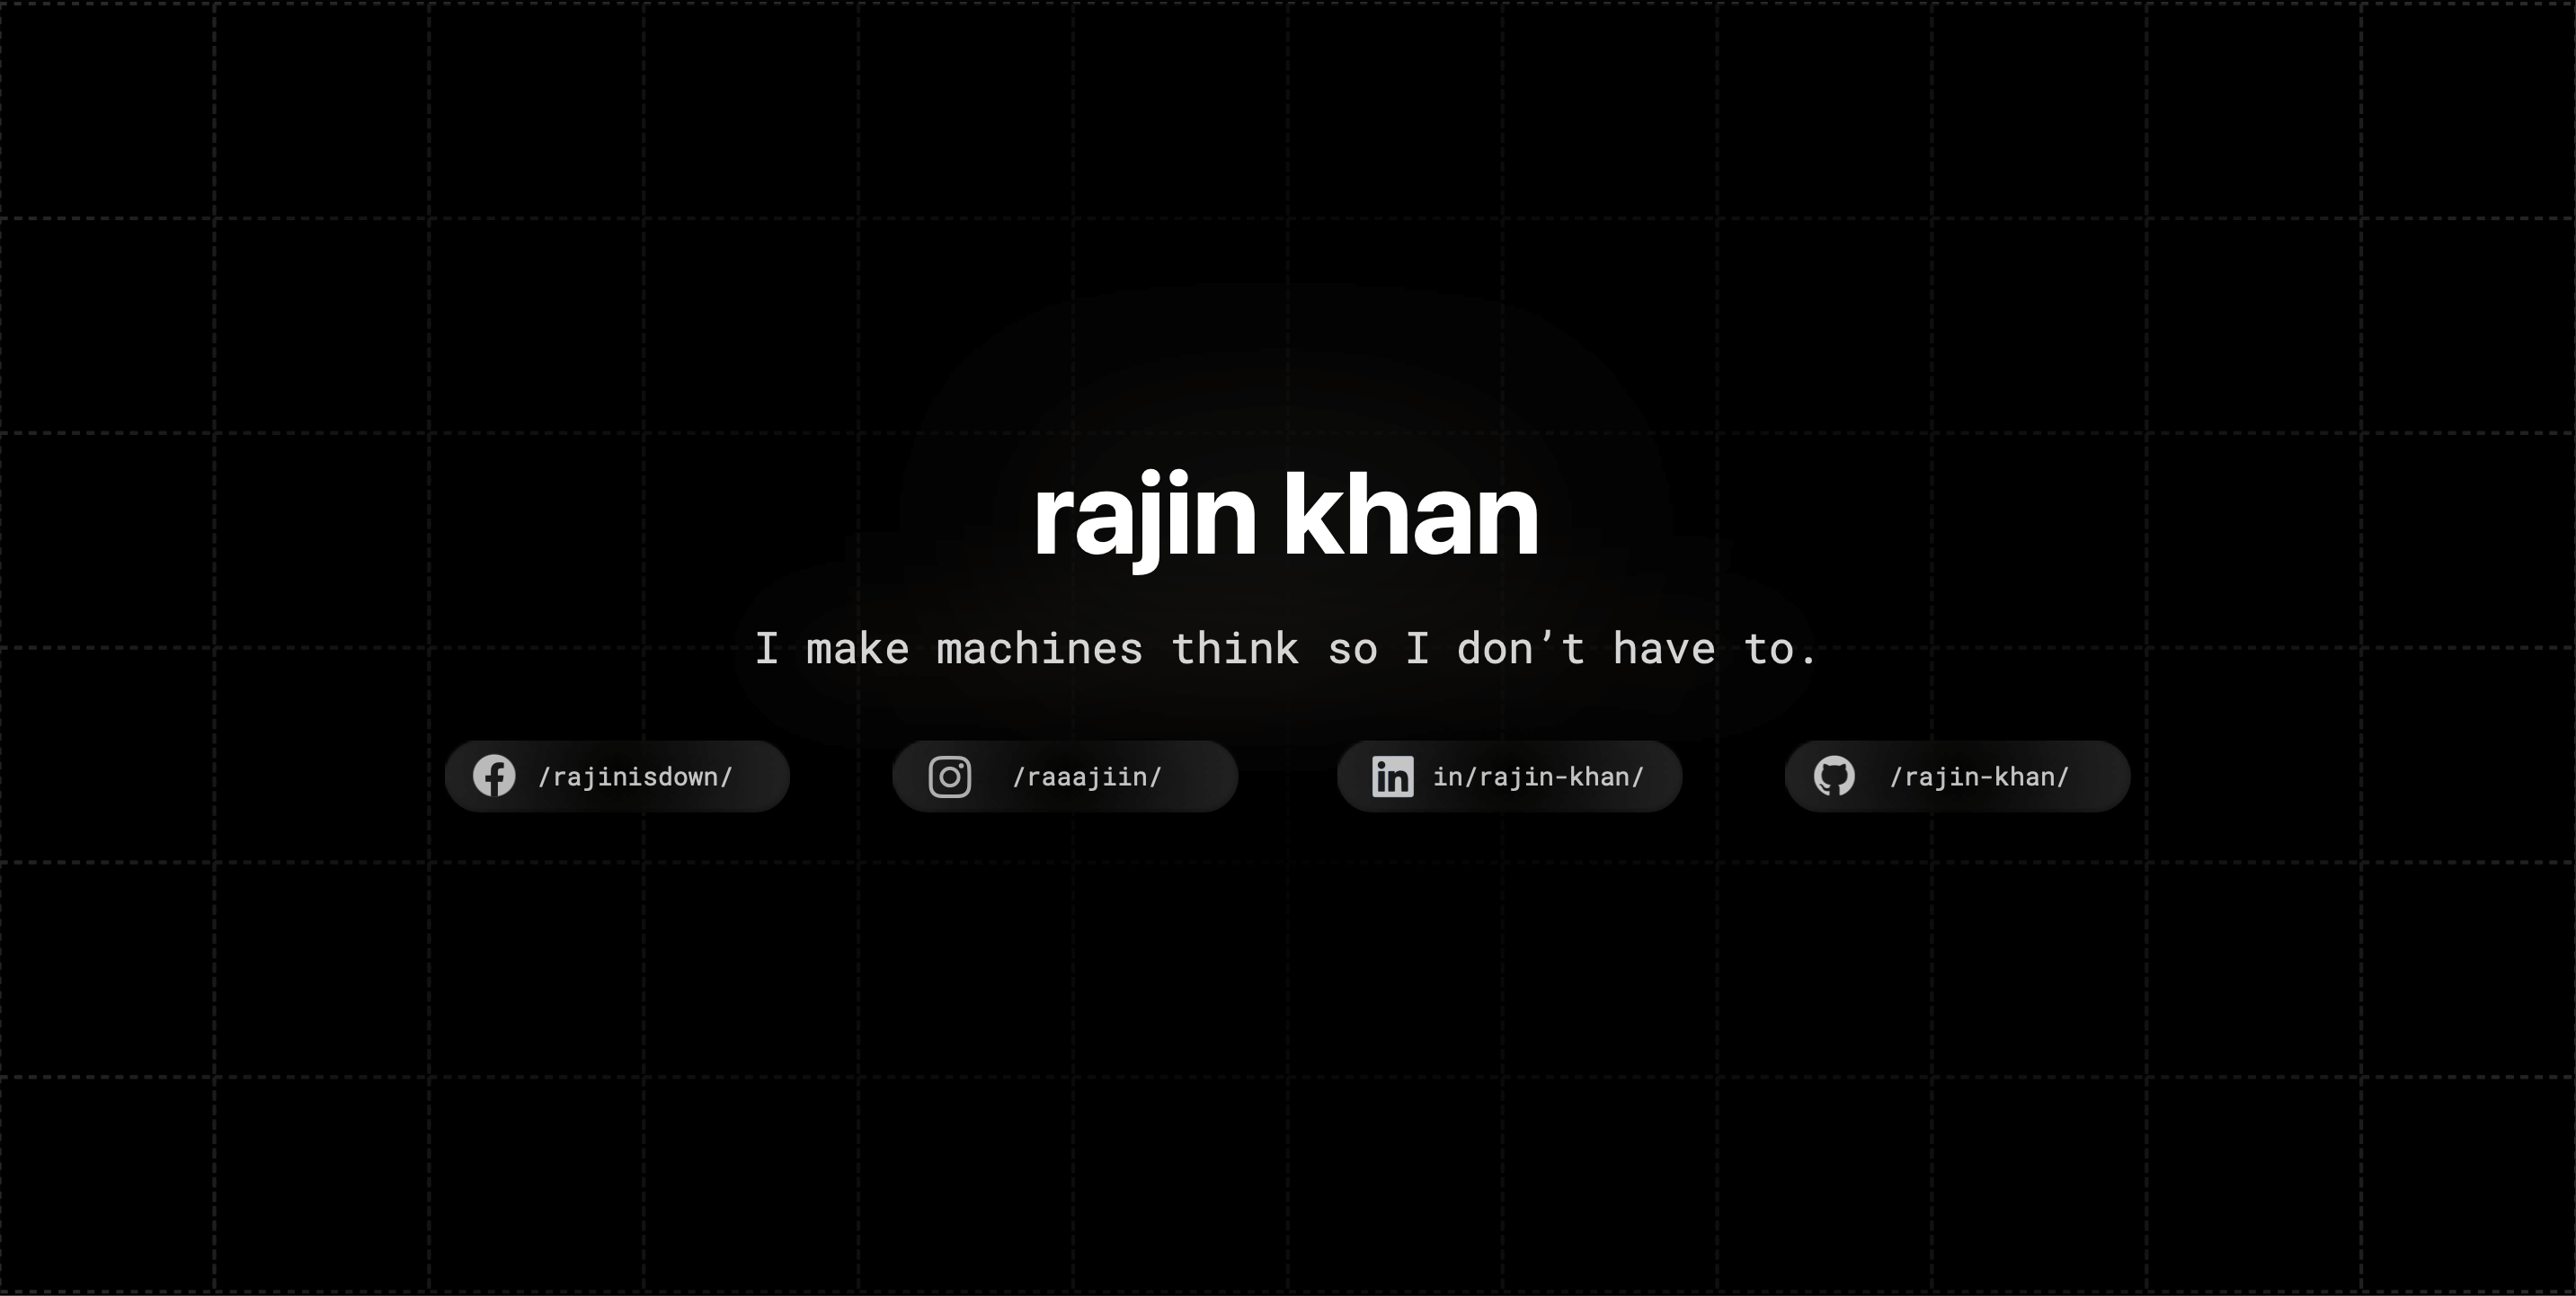 rajin khan
I make machines think so I don’t have to.
/rajinisdown/
/raaajiin/
in/rajin-khan/
/rajin-khan/